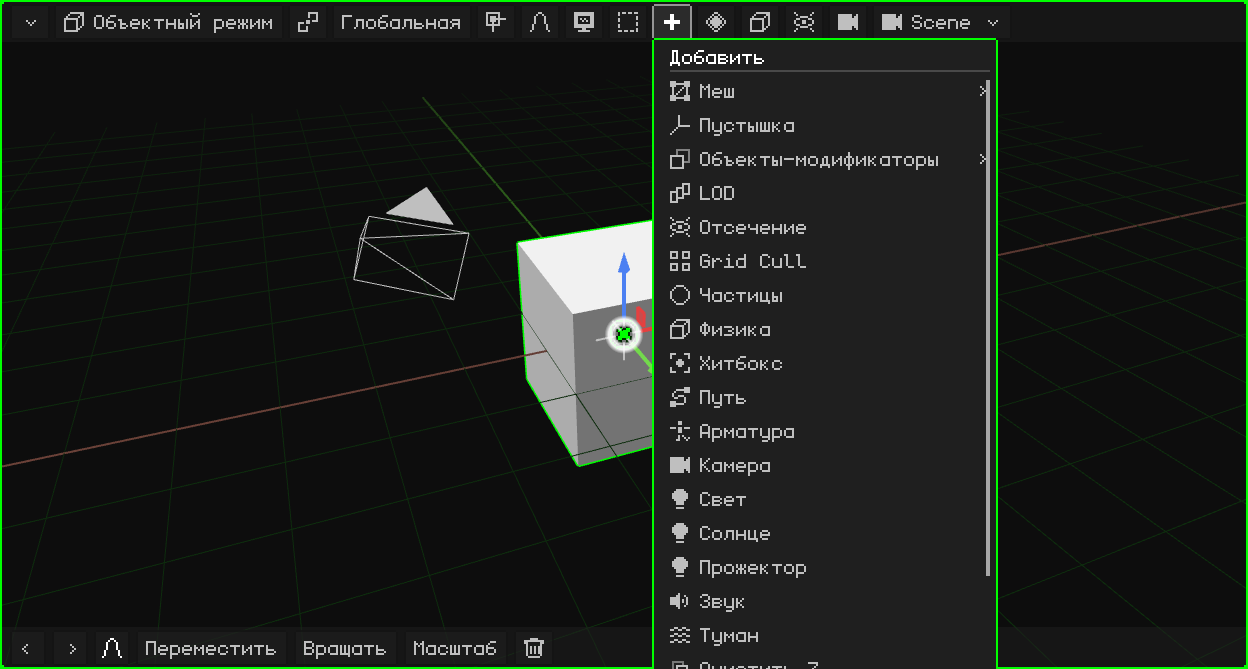 Объектный режим Глобальная Scene
Добавить
Меш
Пустышка
Объекты-модификаторы
LOD
Отсечение
Grid Cull
Частицы
Физика
Хитбокс
Путь
Арматура
Камера
Свет
Солнце
Прожектор
Звук
Туман
Очистить Z
Переместить Вращать Масштаб